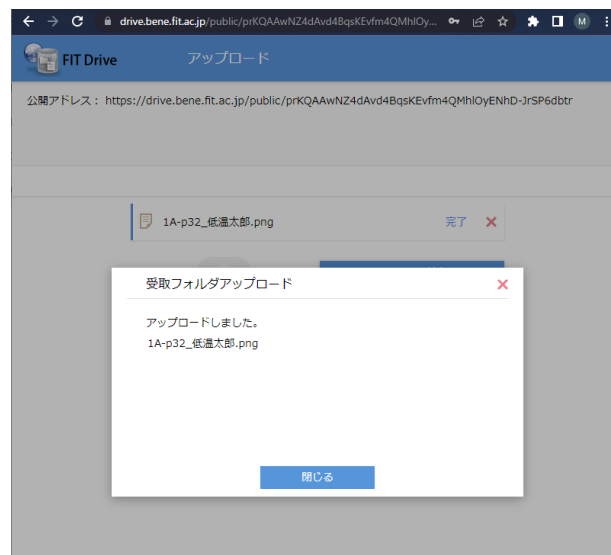 drive.bene.fit.ac.jp/public/prKQAAwNZ4dAvd4BqsKEvfm4QMhlOy...
M
FIT Drive
アップロード
公開アドレス： https://drive.bene.fit.ac.jp/public/prKQAAwNZ4dAvd4BqsKEvfm4QMhlOyENhD-JrSP6dbtr
1A-p32_低温太郎.png
完了
受取フォルダアップロード
アップロードしました。
1A-p32_低温太郎.png
閉じる